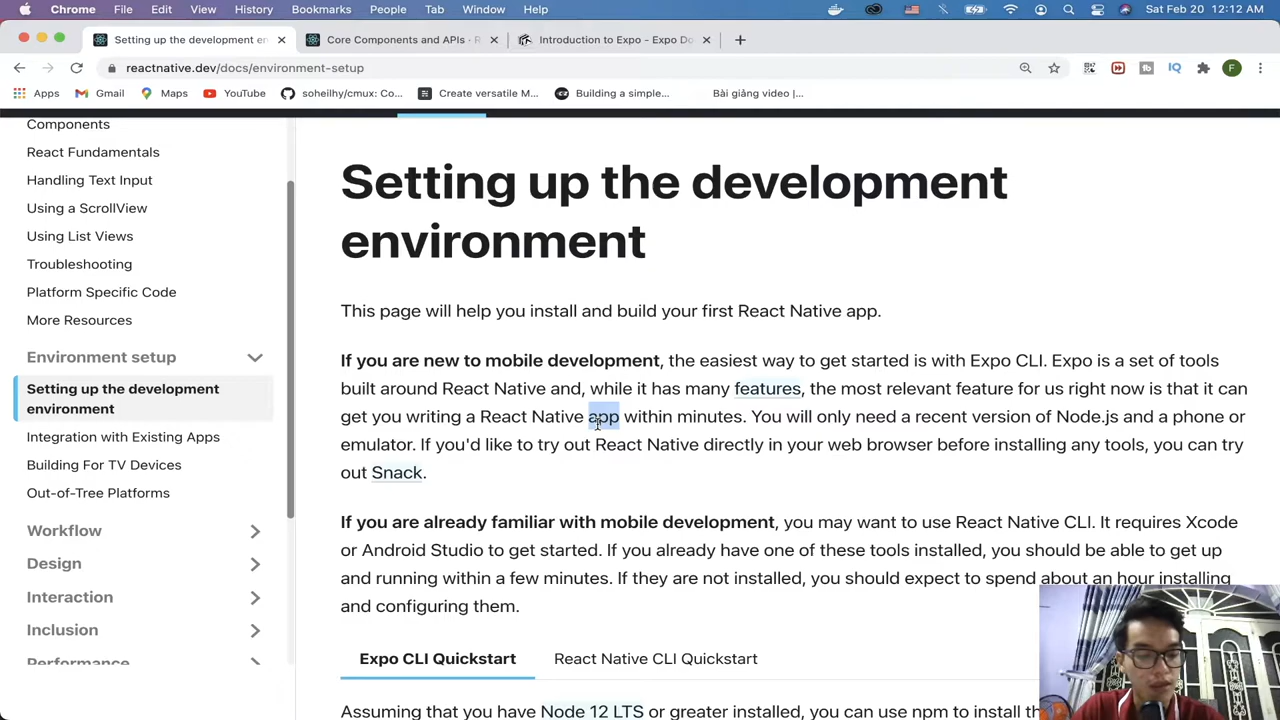 Chrome File Edit View History Bookmarks People Tab Window Help Sat Feb 20 12:12 AM
Setting up the development en
Core Components and APIs · R
Introduction to Expo - Expo Do
reactnative.dev/docs/environment-setup
F
Apps Gmail Maps YouTube soheilhy/cmux: Co... Create versatile M... Building a simple... Bài giảng video |...
Components
React Fundamentals
Handling Text Input
Using a ScrollView
Using List Views
Troubleshooting
Platform Specific Code
More Resources
Environment setup
Setting up the development
environment
Integration with Existing Apps
Building For TV Devices
Out-of-Tree Platforms
Workflow
Design
Interaction
Inclusion
Performance
Setting up the development
environment
This page will help you install and build your first React Native app.
If you are new to mobile development, the easiest way to get started is with Expo CLI. Expo is a set of tools
built around React Native and, while it has many features, the most relevant feature for us right now is that it can
get you writing a React Native app within minutes. You will only need a recent version of Node.js and a phone or
emulator. If you'd like to try out React Native directly in your web browser before installing any tools, you can try
out Snack.
If you are already familiar with mobile development, you may want to use React Native CLI. It requires Xcode
or Android Studio to get started. If you already have one of these tools installed, you should be able to get up
and running within a few minutes. If they are not installed, you should expect to spend about an hour installing
and configuring them.
Expo CLI Quickstart React Native CLI Quickstart
Assuming that you have Node 12 LTS or greater installed, you can use npm to install th